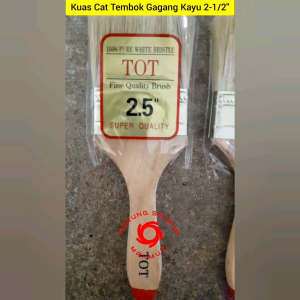 Kuas Cat Tembok Gagang Kayu 2-1/2"
100% PURE WHITE BRISTLE
TOT
Fine Quality Brush
2.5"
SUPER QUALITY
TOT